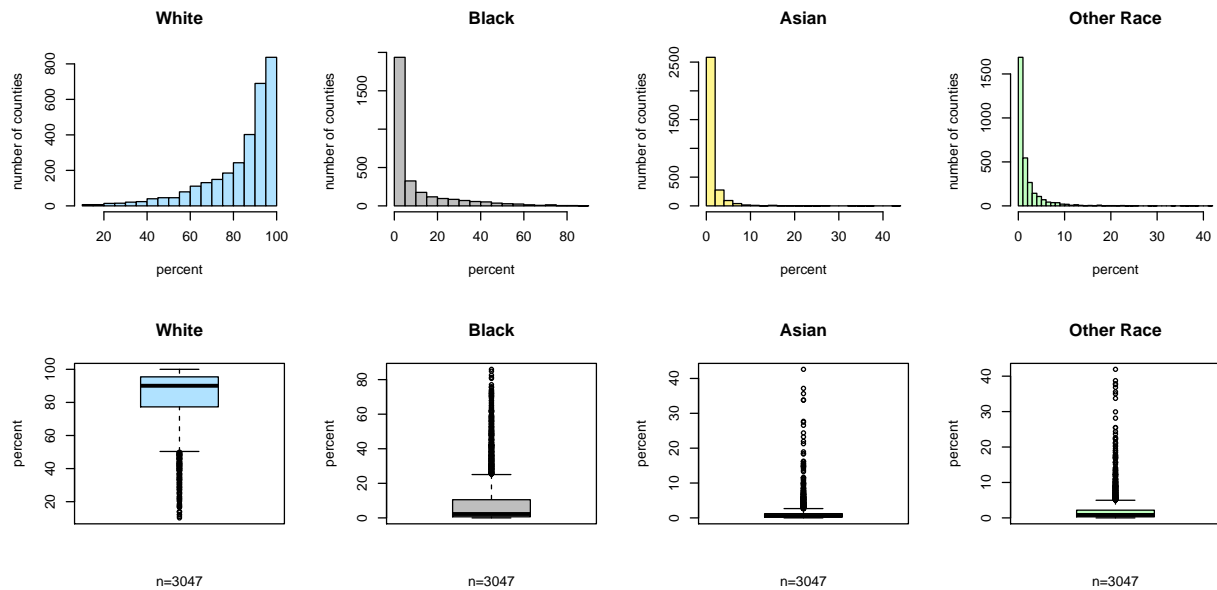 White
Black
Asian
Other Race
number of counties
0 200 400 600 800
20 40 60 80 100
percent
number of counties
0 500 1500
0 20 40 60 80
percent
number of counties
0 500 1500 2500
0 10 20 30 40
percent
number of counties
0 500 1000 1500
0 10 20 30 40
percent
White
Black
Asian
Other Race
percent
20 40 60 80 100
n=3047
percent
0 20 40 60 80
n=3047
percent
0 10 20 30 40
n=3047
percent
0 10 20 30 40
n=3047